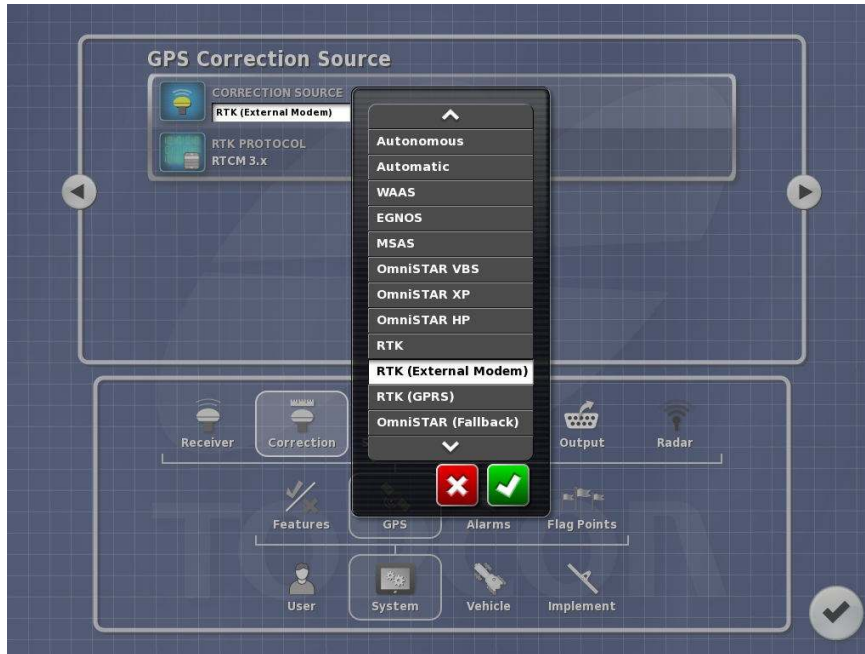 GPS Correction Source
CORRECTION SOURCE
RTK (External Modem)
RTK PROTOCOL
RTCM 3.x
Autonomous
Automatic
WAAS
EGNOS
MSAS
OmniSTAR VBS
OmniSTAR XP
OmniSTAR HP
RTK
RTK (External Modem)
RTK (GPRS)
OmniSTAR (Fallback)
Receiver
Correction
Output
Radar
Features
GPS
Alarms
Flag Points
User
System
Vehicle
Implement
TOPCON